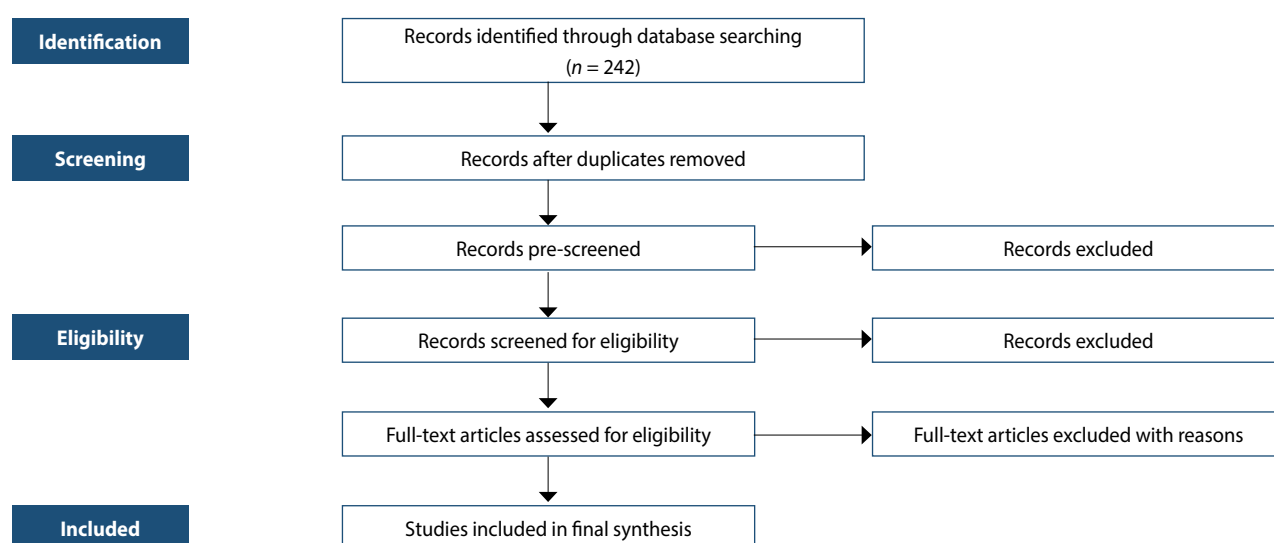 Identification
Records identified through database searching
(n = 242)
Screening
Records after duplicates removed
Records pre-screened
Records excluded
Eligibility
Records screened for eligibility
Records excluded
Full-text articles assessed for eligibility
Full-text articles excluded with reasons
Included
Studies included in final synthesis